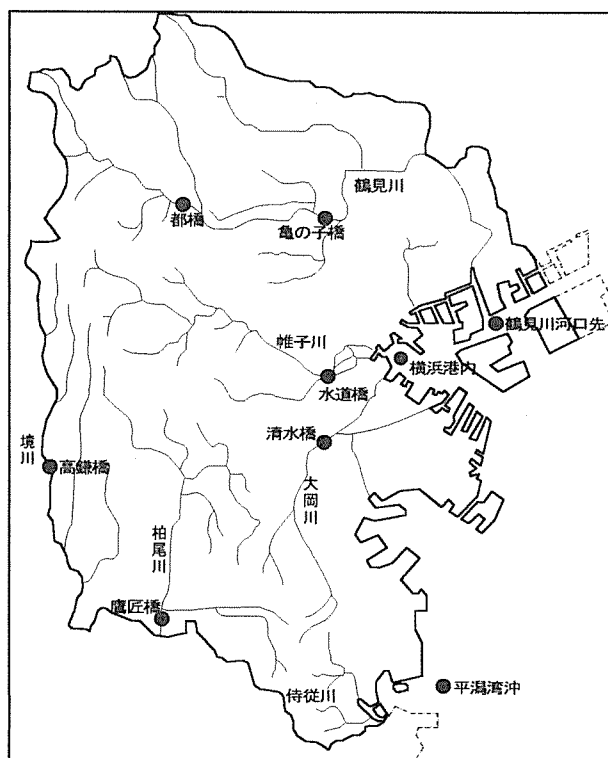 鶴見川
都橋
亀の子橋
鶴見川河口先
帷子川
横浜港内
水道橋
清水橋
境川
高鎌橋
大岡川
柏尾川
鷹匠橋
平潟湾沖
侍従川